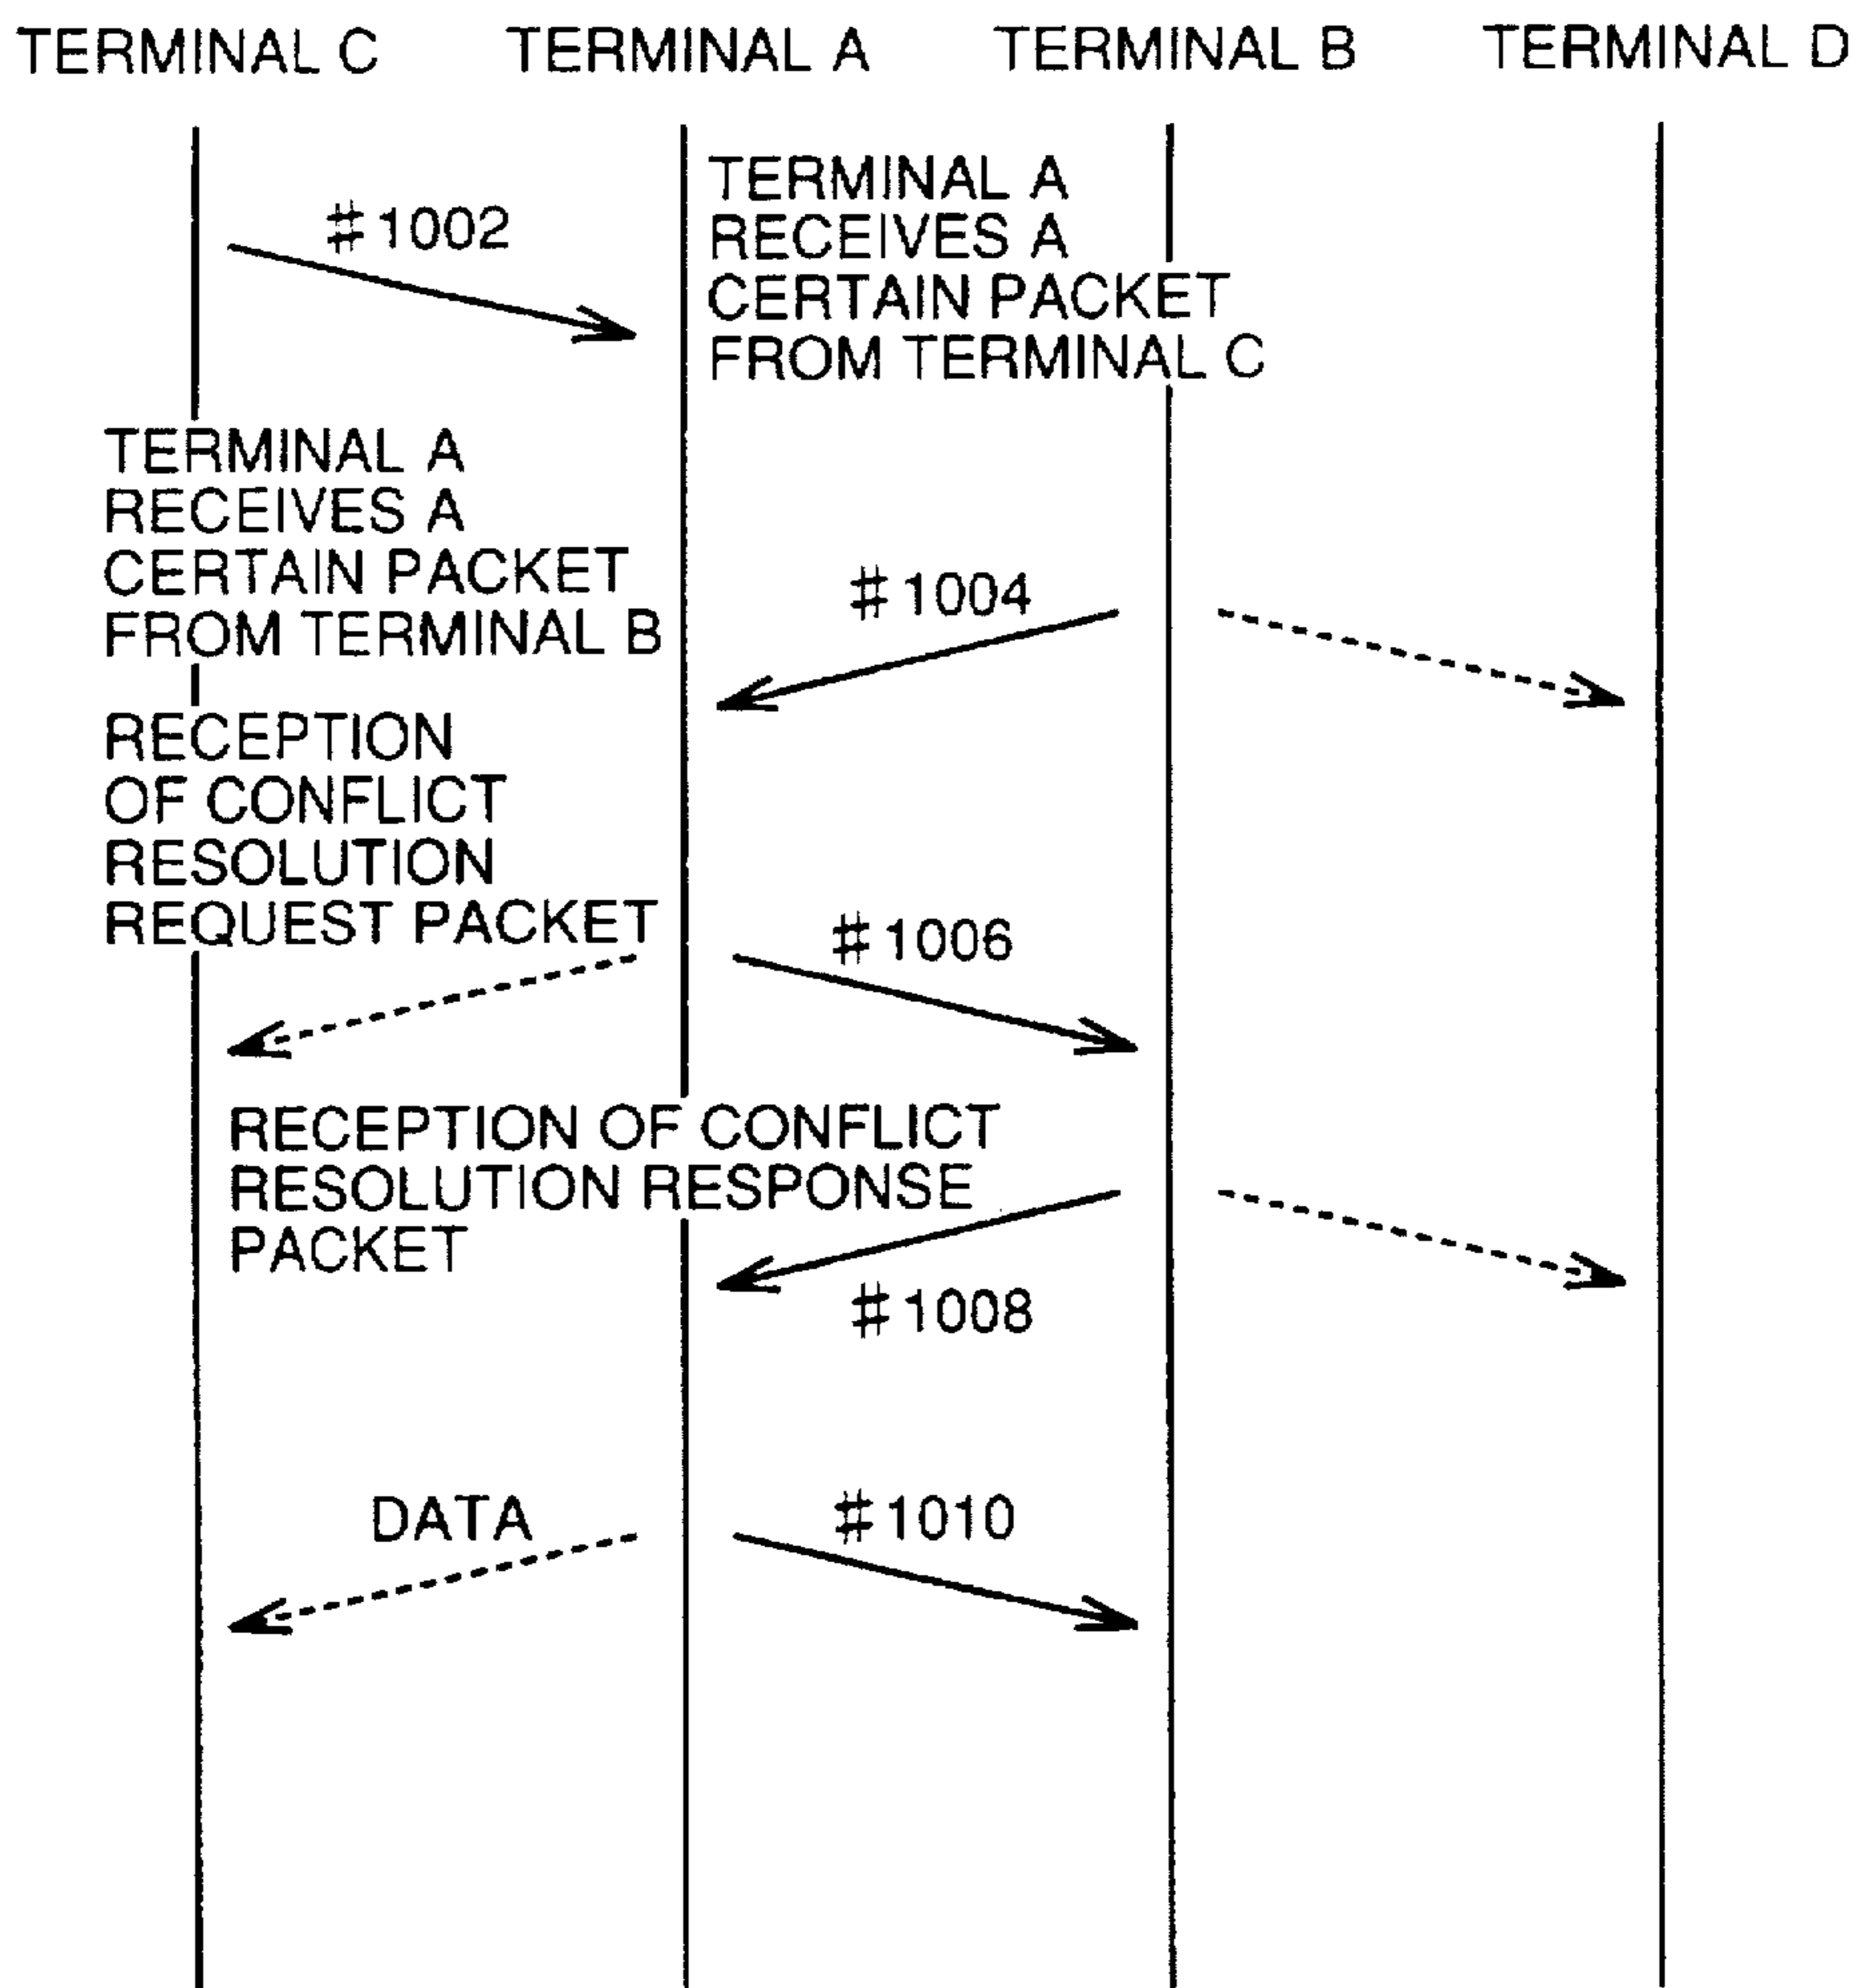 TERMINAL C TERMINAL A TERMINAL B TERMINAL D
#1002
TERMINAL A
RECEIVES A
CERTAIN PACKET
FROM TERMINAL C
TERMINAL A
RECEIVES A
CERTAIN PACKET
FROM TERMINAL B
#1004
RECEPTION
OF CONFLICT
RESOLUTION
REQUEST PACKET
#1006
RECEPTION OF CONFLICT
RESOLUTION RESPONSE
PACKET
#1008
DATA
#1010